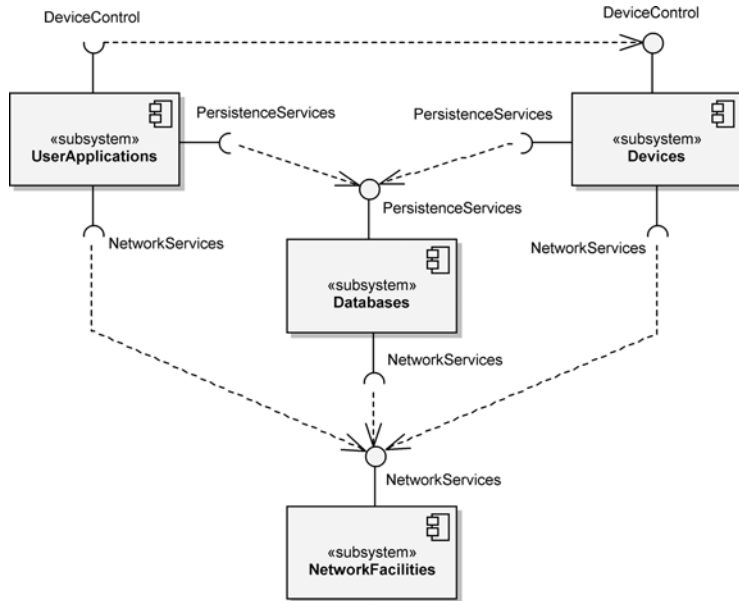 DeviceControl
DeviceControl
PersistenceServices
PersistenceServices
«subsystem»
UserApplications
«subsystem»
Devices
PersistenceServices
NetworkServices
NetworkServices
«subsystem»
Databases
NetworkServices
NetworkServices
«subsystem»
NetworkFacilities